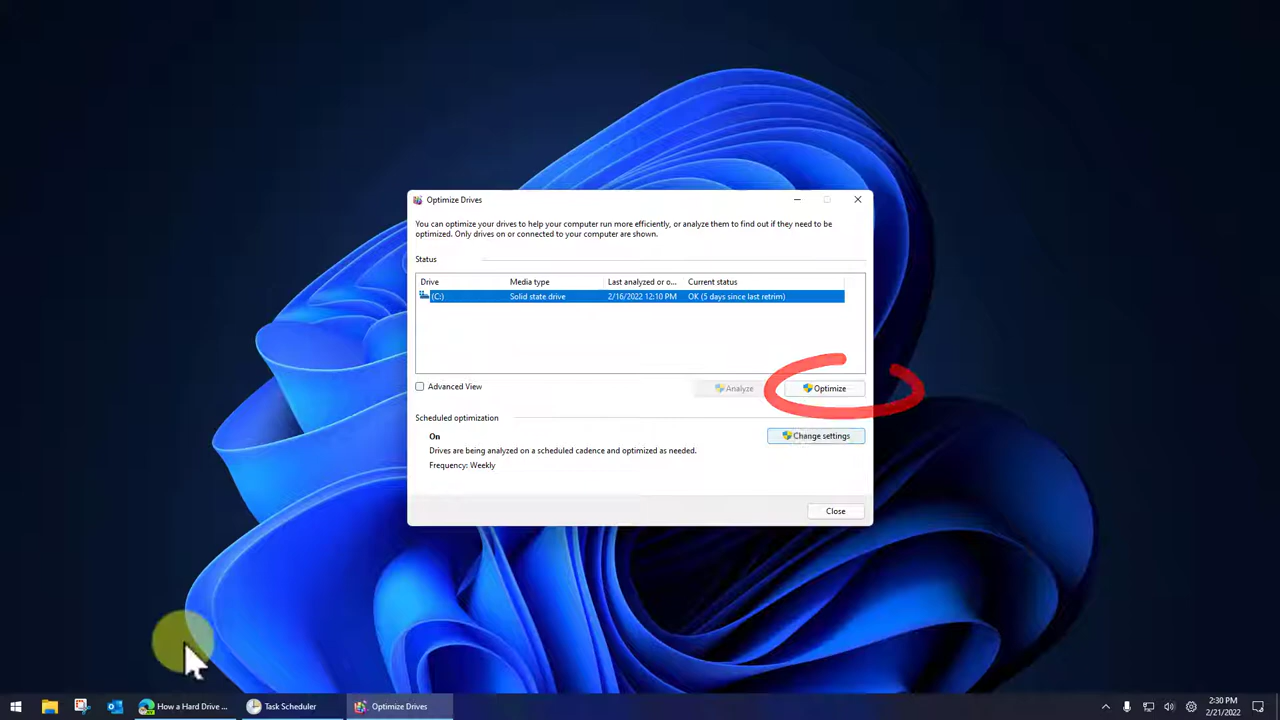 Optimize Drives
You can optimize your drives to help your computer run more efficiently, or analyze them to find out if they need to be
optimized. Only drives on or connected to your computer are shown.
Status
Drive Media type Last analyzed or o... Current status
(C:) Solid state drive 2/16/2022 12:10 PM OK (5 days since last retrim)
Advanced View Analyze Optimize
Scheduled optimization
On Change settings
Drives are being analyzed on a scheduled cadence and optimized as needed.
Frequency: Weekly
Close
How a Hard Drive ... Task Scheduler Optimize Drives 2:30 PM
2/21/2022